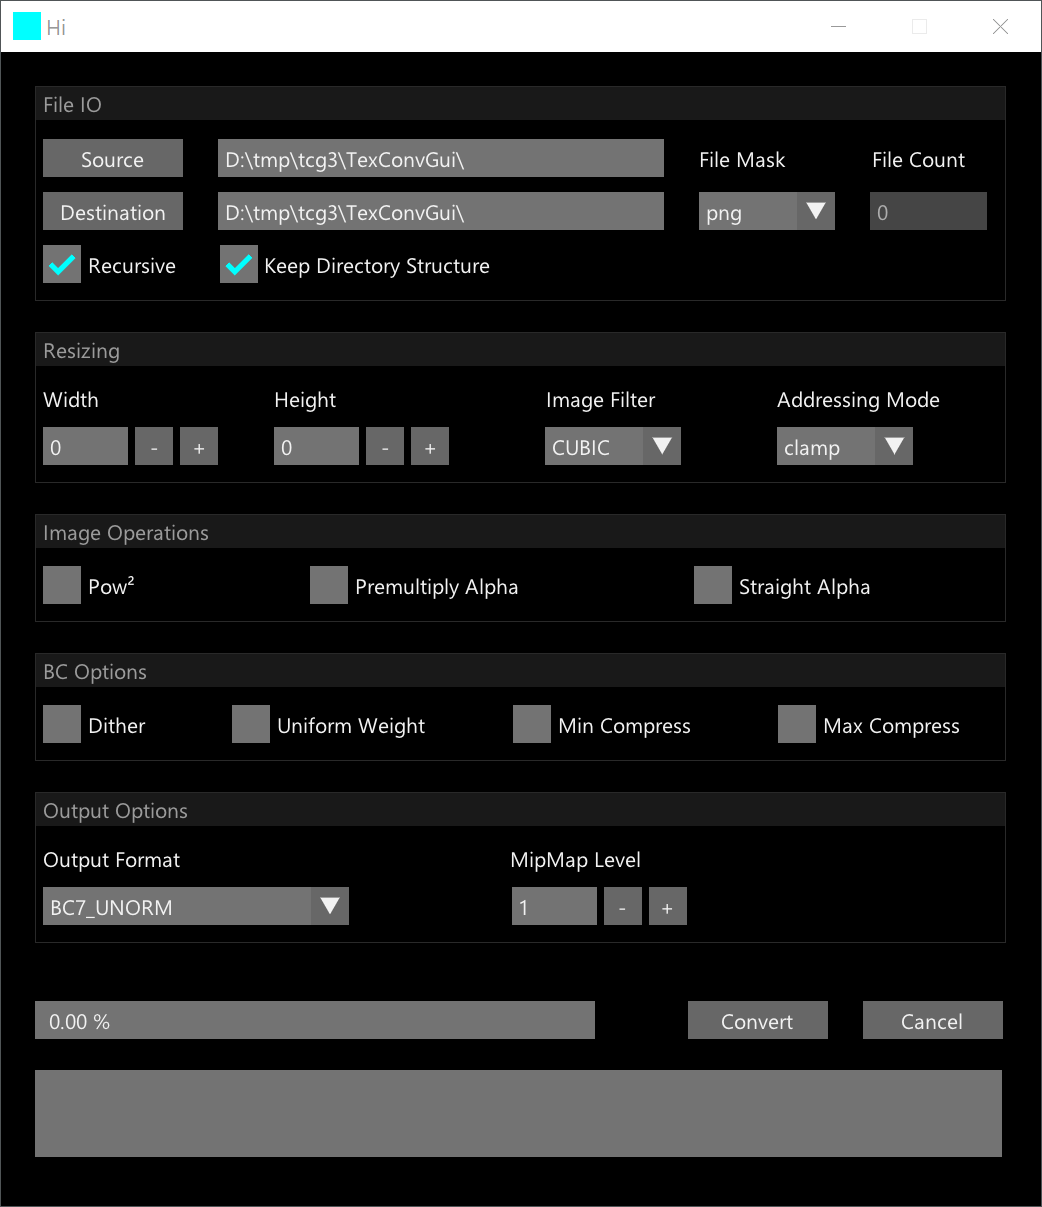 Hi
File IO
Source D:\tmp\tcg3\TexConvGui\ File Mask File Count
Destination D:\tmp\tcg3\TexConvGui\ png 0
Recursive Keep Directory Structure
Resizing
Width Height Image Filter Addressing Mode
0 - + 0 - + CUBIC clamp
Image Operations
Pow² Premultiply Alpha Straight Alpha
BC Options
Dither Uniform Weight Min Compress Max Compress
Output Options
Output Format MipMap Level
BC7_UNORM 1 - +
0.00 % Convert Cancel